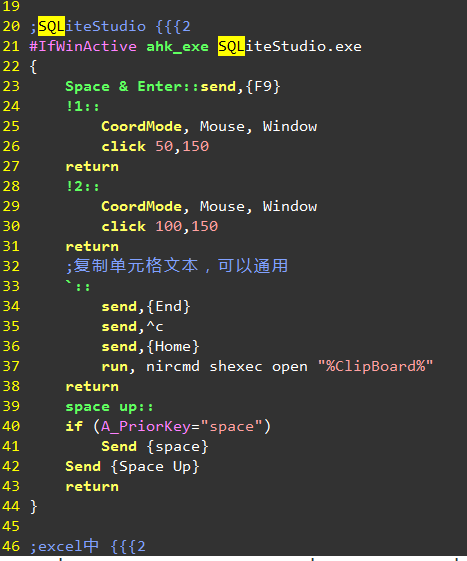 19
20 ;SQLiteStudio {{{2
21 #IfWinActive ahk_exe SQLiteStudio.exe
22 {
23     Space & Enter::send,{F9}
24     !1::
25         CoordMode, Mouse, Window
26         click 50,150
27     return
28     !2::
29         CoordMode, Mouse, Window
30         click 100,150
31     return
32     ;复制单元格文本，可以通用
33     `::
34         send,{End}
35         send,^c
36         send,{Home}
37         run, nircmd shexec open "%ClipBoard%"
38     return
39     space up::
40     if (A_PriorKey="space")
41         Send {space}
42     Send {Space Up}
43     return
44 }
45
46 ;excel中 {{{2